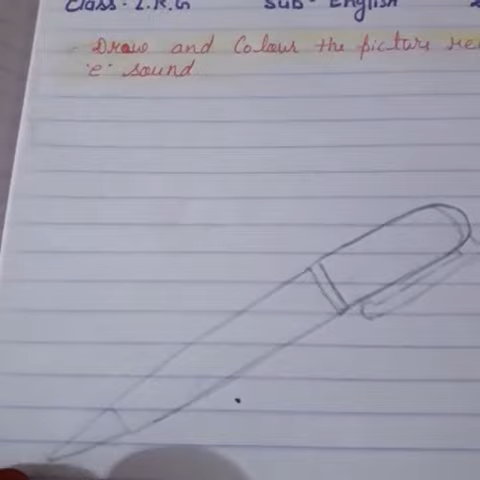 Class - L.K.G Sub - English
Draw and Colour the picture
'e' sound